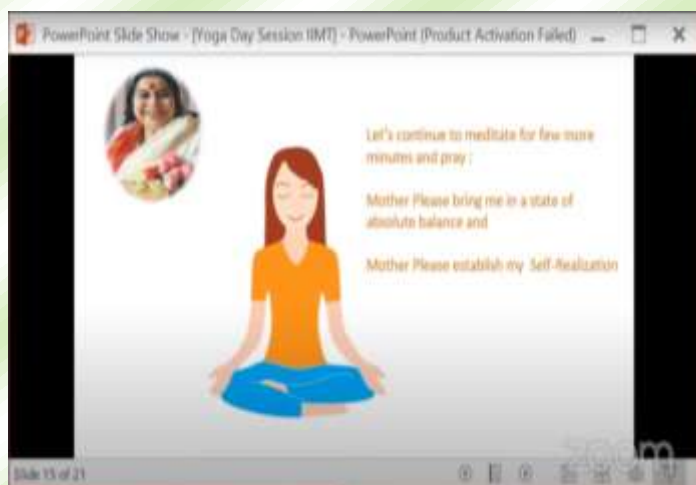 PowerPoint Slide Show - [Yoga Day Session IIMT] - PowerPoint (Product Activation Failed)
Let's continue to meditate for few more
minutes and pray :
Mother Please bring me in a state of
absolute balance and
Mother Please establish my Self-Realization
zoom
Slide 15 of 21